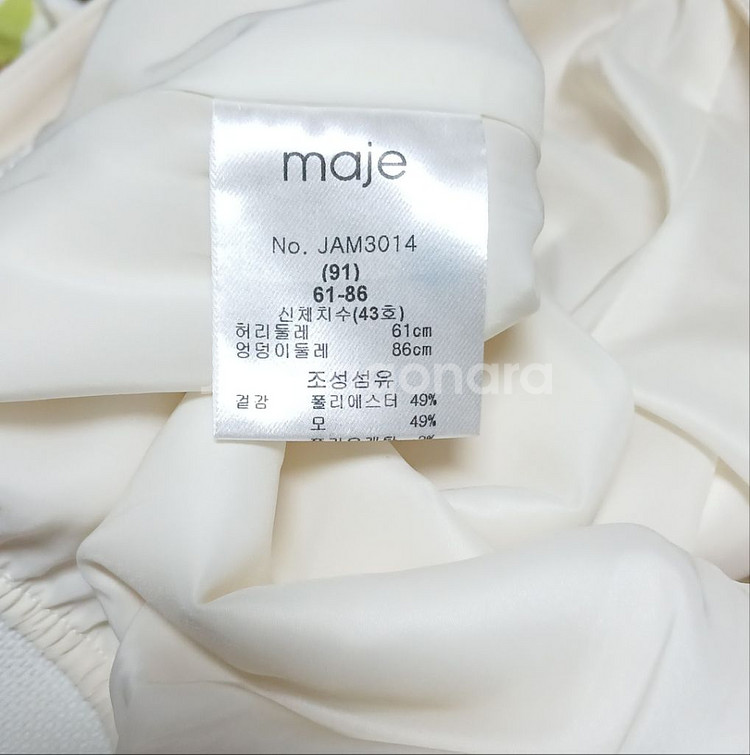 maje
No. JAM3014
(91)
61-86
신체치수(43호)
허리둘레 61cm
엉덩이둘레 86cm
조성섬유
겉감 폴리에스터 49%
모 49%